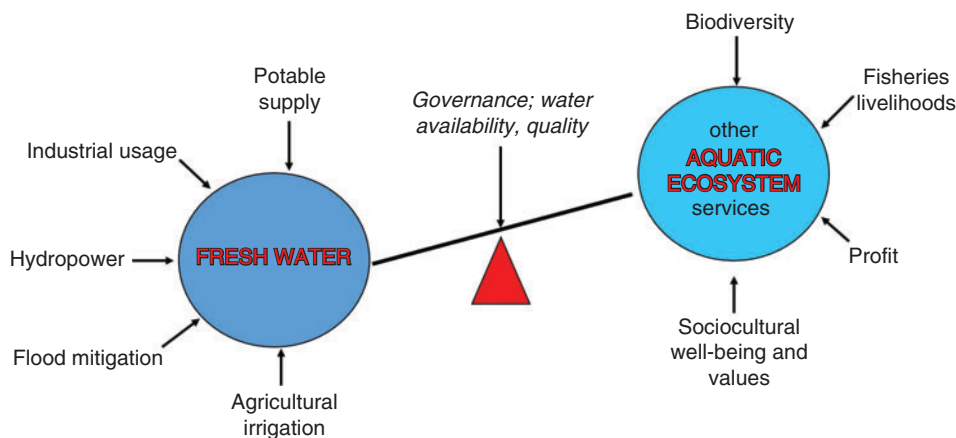 Biodiversity
Potable
supply
Governance; water
availability, quality
Fisheries
livelihoods
Industrial usage
other
AQUATIC
ECOSYSTEM
services
Hydropower
FRESH WATER
Profit
Flood mitigation
Agricultural
irrigation
Sociocultural
well-being and
values